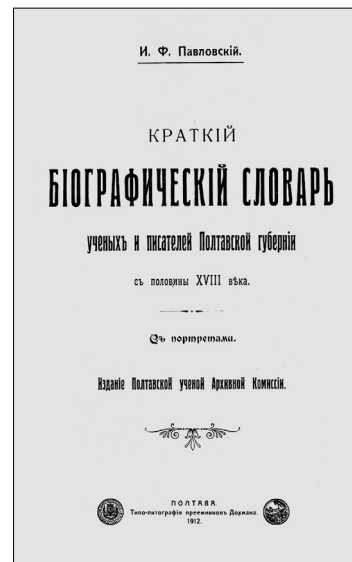 И. Ф. Павловскій.
КРАТКІЙ
БІОГРАФИЧЕСКІЙ СЛОВАРЬ
ученыхъ и писателей Полтавской губерніи
съ половины XVIII вѣка.
Съ портретами.
Изданіе Полтавской ученой Архивной Комиссіи.
ПОЛТАВА.
Типо-литографія преемниковъ Дохмана.
1912.